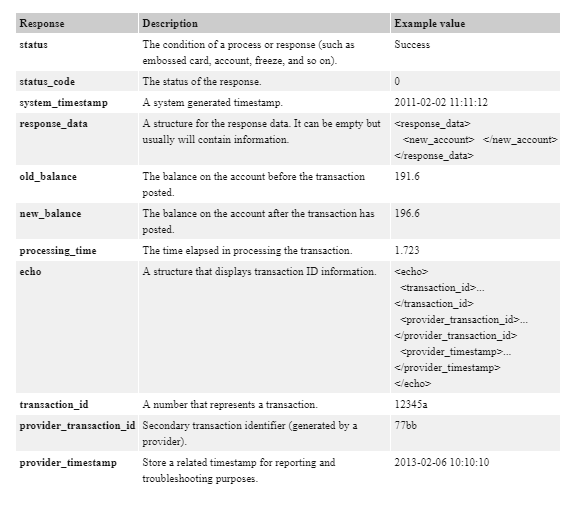 Response Description Example value
status The condition of a process or response (such as Success
embossed card, account, freeze, and so on).
status_code The status of the response. 0
system_timestamp A system generated timestamp. 2011-02-02 11:11:12
response_data A structure for the response data. It can be empty but <response_data>
usually will contain information. <new_account> </new_account>
</response_data>
old_balance The balance on the account before the transaction 191.6
posted.
new_balance The balance on the account after the transaction has 196.6
posted.
processing_time The time elapsed in processing the transaction. 1.723
echo A structure that displays transaction ID information. <echo>
<transaction_id>...
</transaction_id>
<provider_transaction_id>...
</provider_transaction_id>
<provider_timestamp>...
</provider_timestamp>
</echo>
transaction_id A number that represents a transaction. 12345a
provider_transaction_id Secondary transaction identifier (generated by a 77bb
provider).
provider_timestamp Store a related timestamp for reporting and 2013-02-06 10:10:10
troubleshooting purposes.